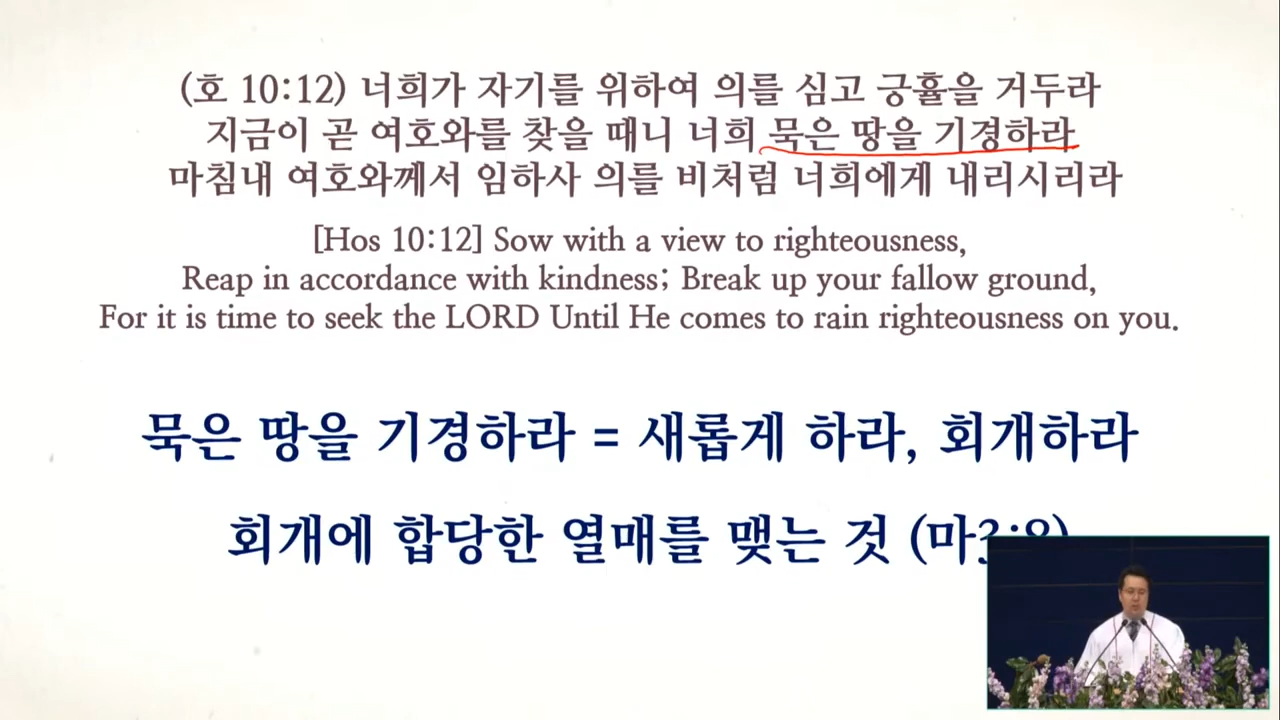 (호 10:12) 너희가 자기를 위하여 의를 심고 긍휼을 거두라
지금이 곧 여호와를 찾을 때니 너희 묵은 땅을 기경하라
마침내 여호와께서 임하사 의를 비처럼 너희에게 내리시리라
[Hos 10:12] Sow with a view to righteousness,
Reap in accordance with kindness; Break up your fallow ground,
For it is time to seek the LORD Until He comes to rain righteousness on you.
묵은 땅을 기경하라 = 새롭게 하라, 회개하라
회개에 합당한 열매를 맺는 것 (마3:8)